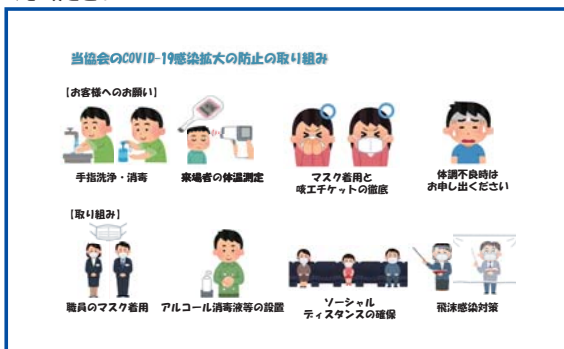 当協会のCOVID-19感染拡大の防止の取り組み
【お客様へのお願い】
手指洗浄・消毒
来場者の体温測定
マスク着用と
咳エチケットの徹底
体調不良時は
お申し出ください
【取り組み】
職員のマスク着用
アルコール消毒液等の設置
ソーシャル
ディスタンスの確保
飛沫感染対策